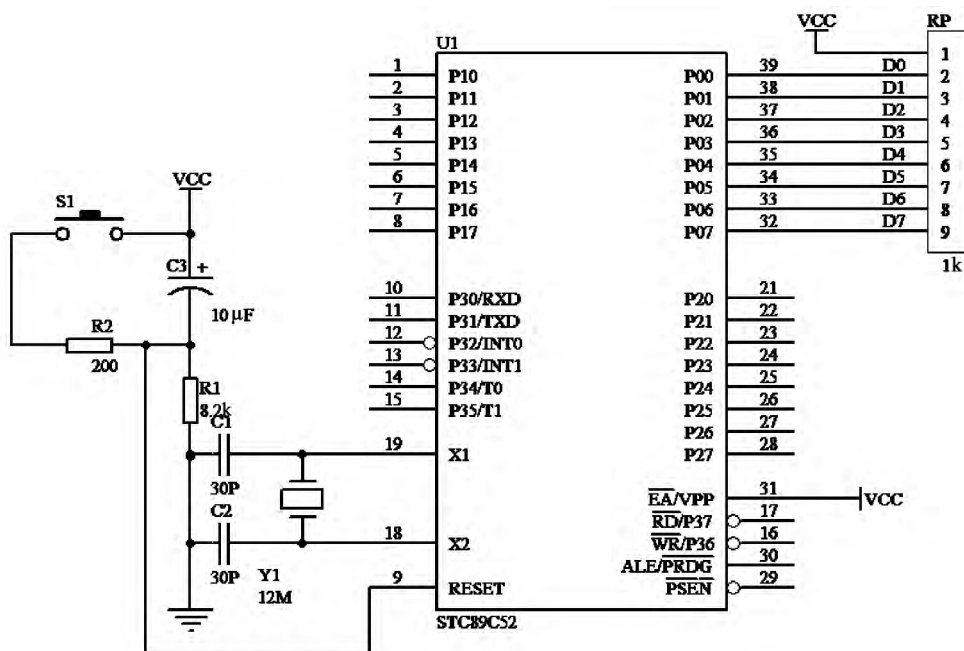 U1
VCC
RP
1
P10
P00
39
D0
1
2
2
P11
P01
38
D1
3
3
P12
P02
37
D2
4
4
P13
P03
36
D3
5
5
P14
P04
35
D4
6
6
P15
P05
34
D5
7
7
P16
P06
33
D6
8
8
P17
P07
32
D7
9
1k
VCC
S1
C3
+
10 μF
R2
200
R1
8.2k
10
P30/RXD
P20
21
11
P31/TXD
P21
22
12
P32/INT0
P22
23
13
P33/INT1
P23
24
14
P34/T0
P24
25
15
P35/T1
P25
26
P26
27
P27
28
C1
30P
19
X1
EA/VPP
31
VCC
RD/P37
17
C2
30P
18
X2
WR/P36
16
ALE/PRDG
30
Y1
12M
9
RESET
PSEN
29
STC89C52